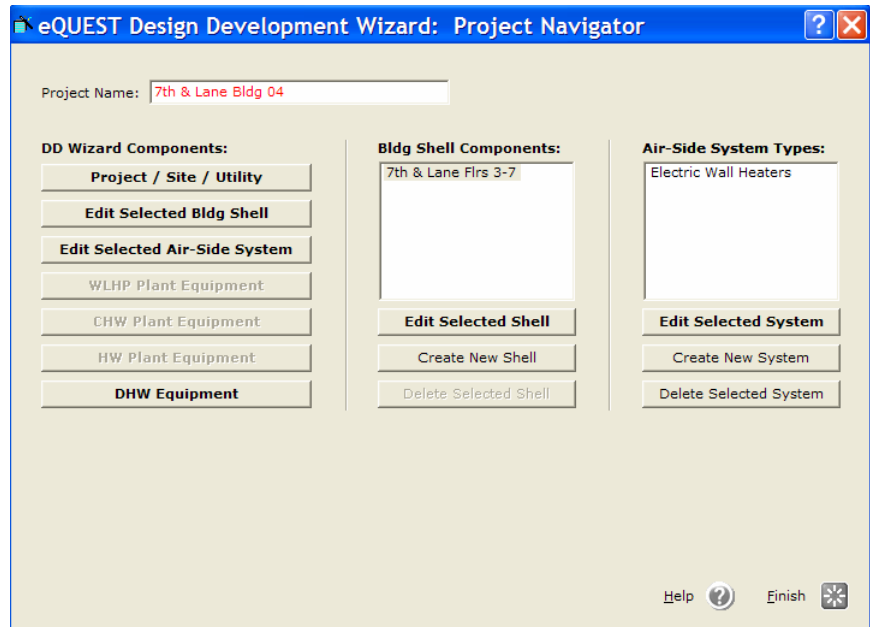 eQUEST Design Development Wizard: Project Navigator
Project Name: 7th & Lane Bldg 04
DD Wizard Components:
Project / Site / Utility
Edit Selected Bldg Shell
Edit Selected Air-Side System
WLHP Plant Equipment
CHW Plant Equipment
HW Plant Equipment
DHW Equipment
Bldg Shell Components:
7th & Lane Flrs 3-7
Edit Selected Shell
Create New Shell
Delete Selected Shell
Air-Side System Types:
Electric Wall Heaters
Edit Selected System
Create New System
Delete Selected System
Help ? Finish